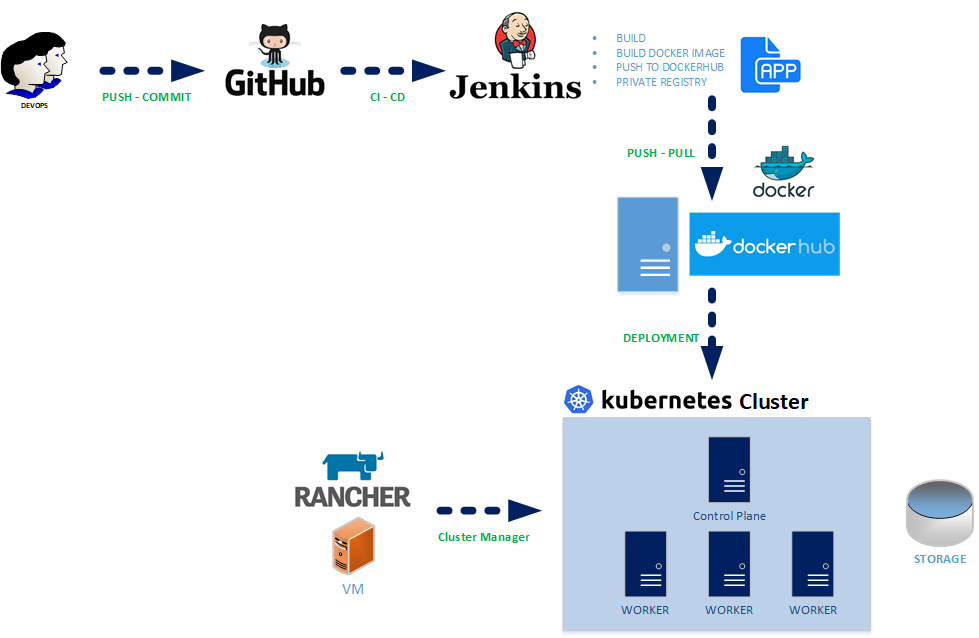 DEVOPS
PUSH - COMMIT
GitHub
CI - CD
Jenkins
• BUILD
• BUILD DOCKER IMAGE
• PUSH TO DOCKERHUB
• PRIVATE REGISTRY
APP
PUSH - PULL
docker
dockerhub
DEPLOYMENT
kubernetes Cluster
RANCHER
VM
Cluster Manager
Control Plane
WORKER
WORKER
WORKER
STORAGE